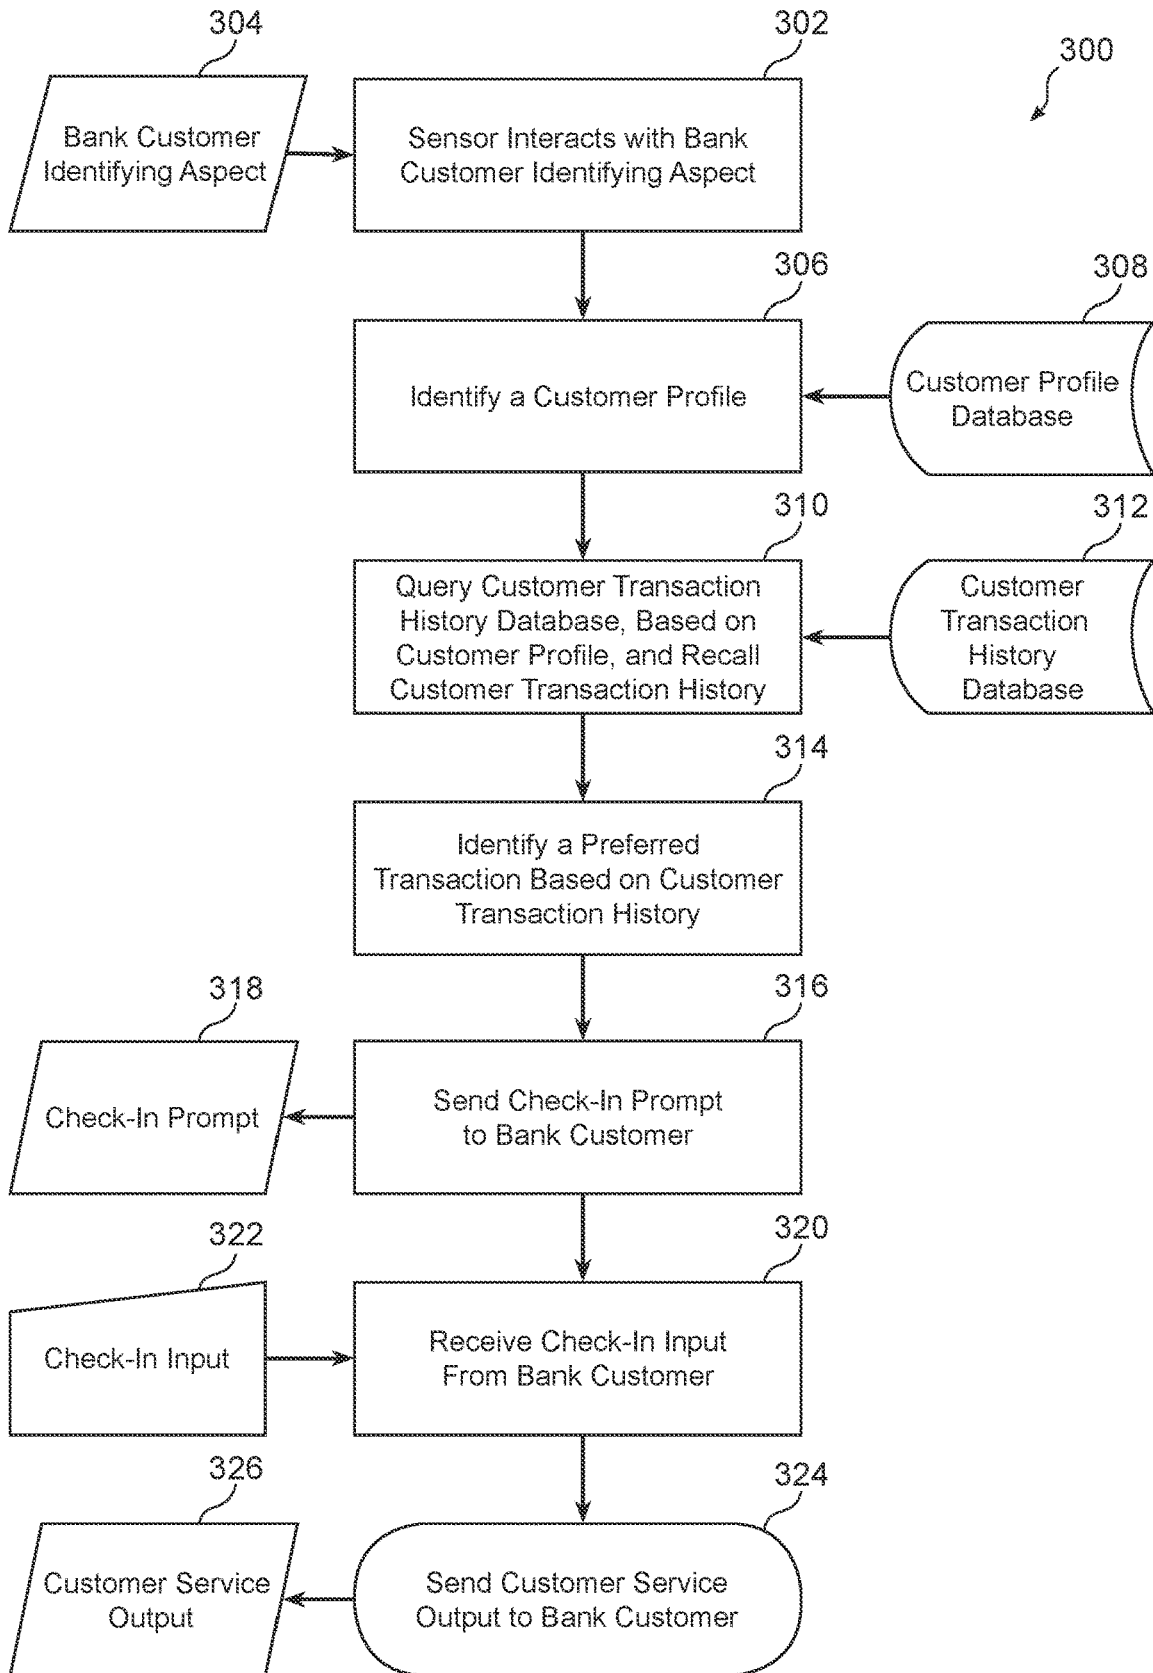 304
302
300
Bank Customer
Identifying Aspect
Sensor Interacts with Bank
Customer Identifying Aspect
306
308
Identify a Customer Profile
Customer Profile
Database
310
312
Query Customer Transaction
History Database, Based on
Customer Profile, and Recall
Customer Transaction History
Customer
Transaction
History
Database
314
Identify a Preferred
Transaction Based on Customer
Transaction History
318
316
Check-In Prompt
Send Check-In Prompt
to Bank Customer
322
320
Check-In Input
Receive Check-In Input
From Bank Customer
326
324
Customer Service
Output
Send Customer Service
Output to Bank Customer